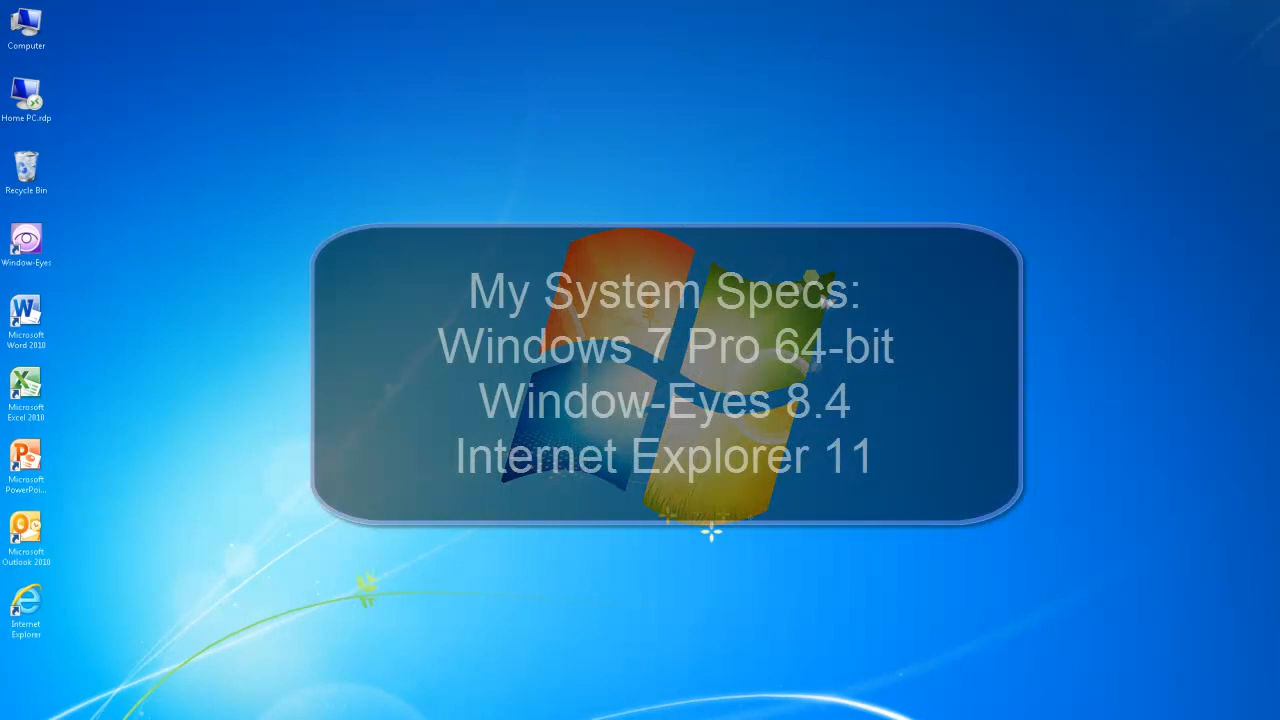 Computer
Home PC.rdp
Recycle Bin
Window-Eyes
Microsoft
Word 2010
Microsoft
Excel 2010
Microsoft
PowerPoi...
Microsoft
Outlook 2010
Internet
Explorer
My System Specs:
Windows 7 Pro 64-bit
Window-Eyes 8.4
Internet Explorer 11